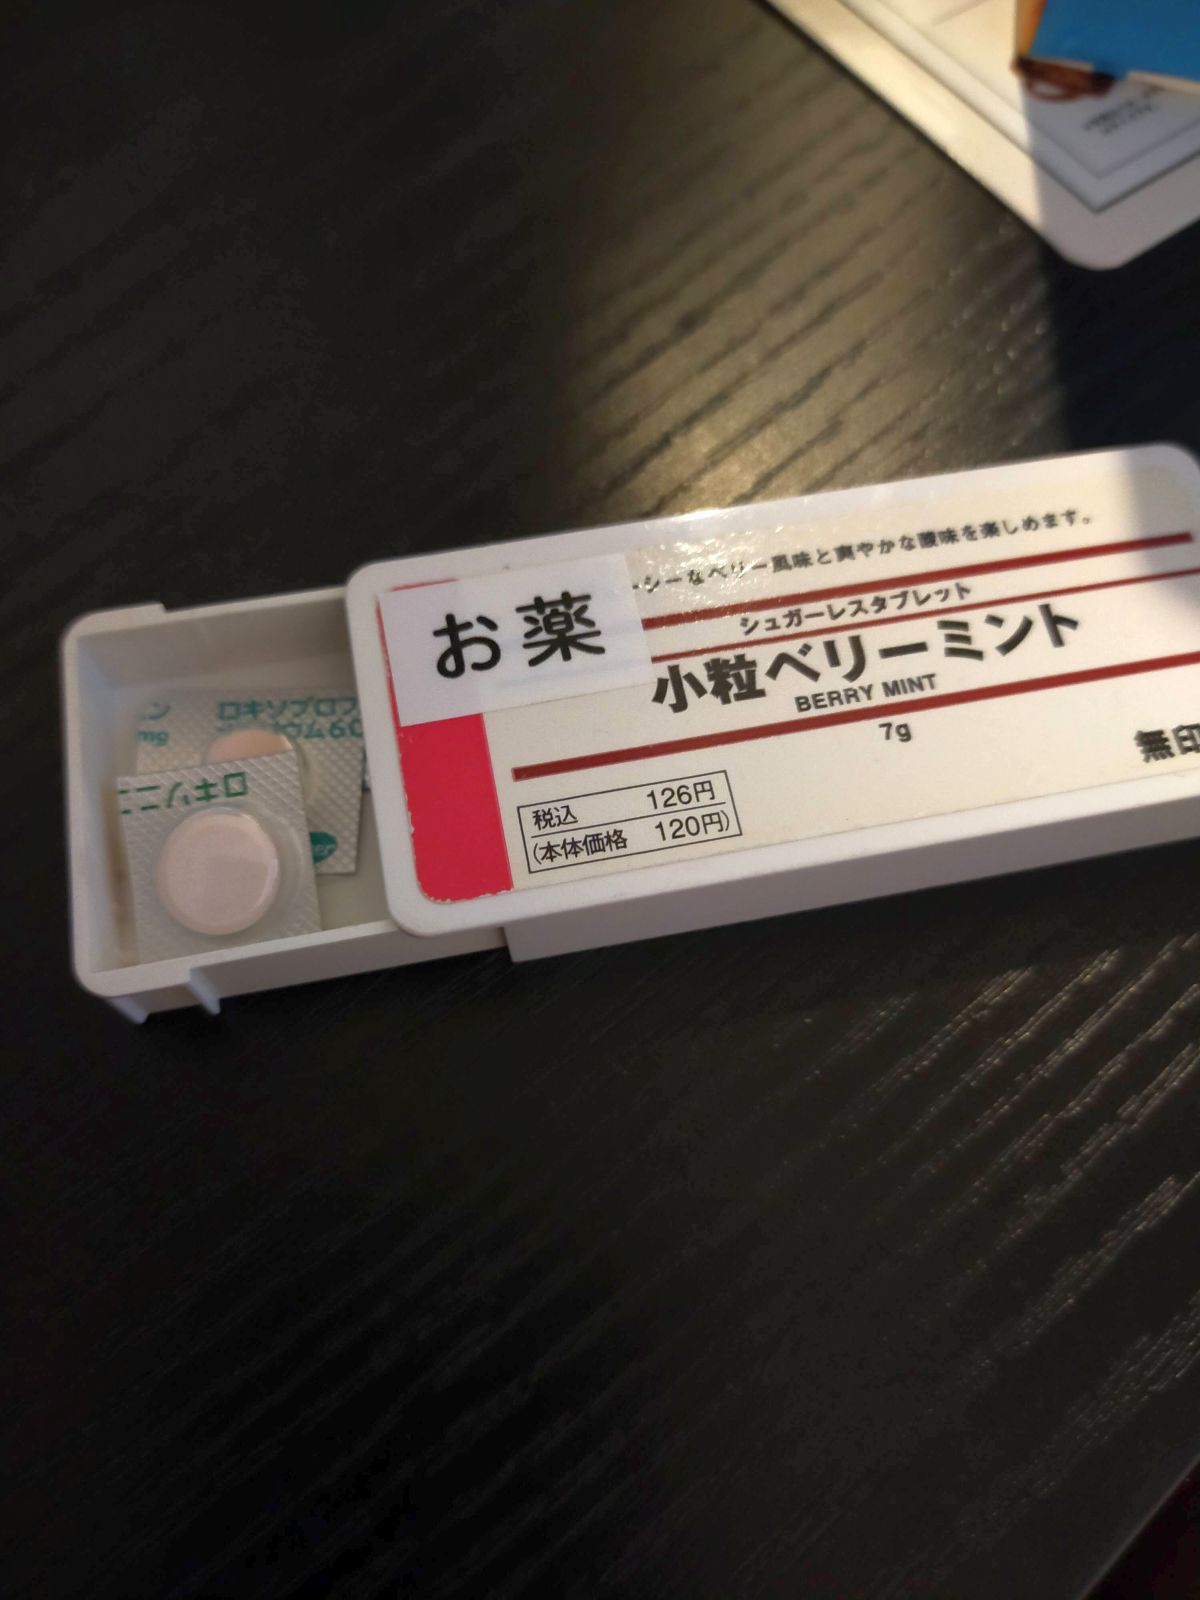 お薬
シーなベリー風味と爽やかな酸味を楽しめます。
シュガーレスタブレット
小粒ベリーミント
BERRY MINT
7g
無印
税込 126円
(本体価格 120円)
ロキソプロフ
ロキソニン